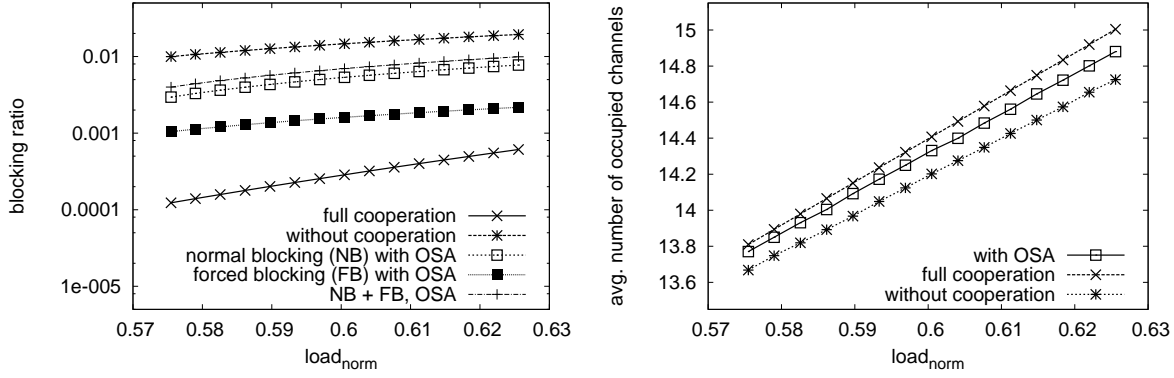 blocking ratio
0.01
0.001
0.0001
1e-005
0.57
0.58
0.59
0.6
0.61
0.62
0.63
load_norm
full cooperation
without cooperation
normal blocking (NB) with OSA
forced blocking (FB) with OSA
NB + FB, OSA
avg. number of occupied channels
15
14.8
14.6
14.4
14.2
14
13.8
13.6
0.57
0.58
0.59
0.6
0.61
0.62
0.63
load_norm
with OSA
full cooperation
without cooperation